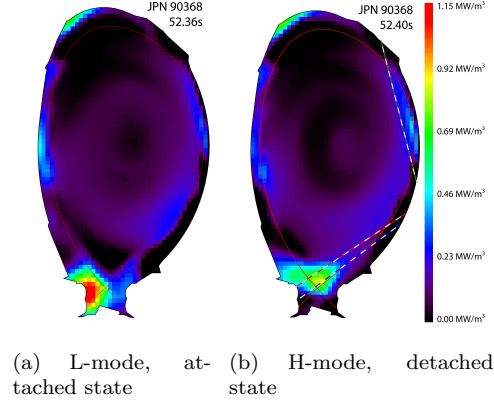 JPN 90368
52.36s
JPN 90368
52.40s
1.15 MW/m³
0.92 MW/m³
0.69 MW/m³
0.46 MW/m³
0.23 MW/m³
0.00 MW/m³
(a) L-mode, at-
tached state
(b) H-mode, detached
state